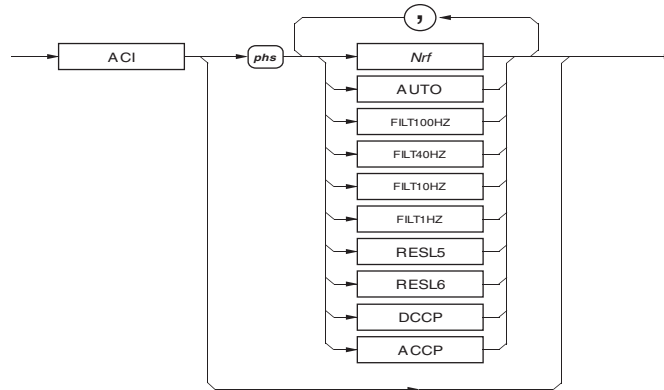 ,
ACI
phs
Nrf
AUTO
FILT100HZ
FILT40HZ
FILT10HZ
FILT1HZ
RESL5
RESL6
DCCP
ACCP